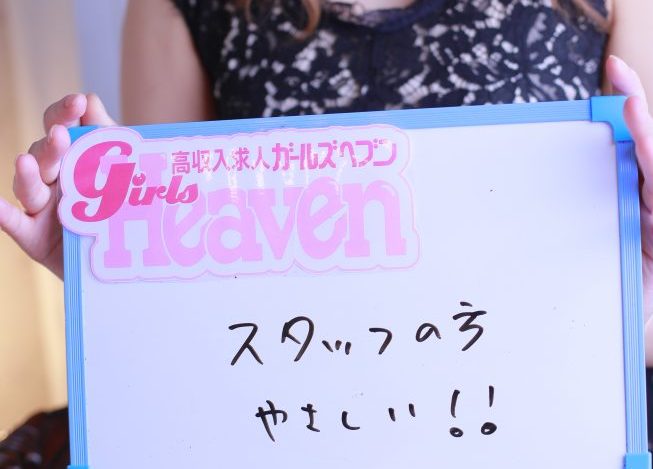 高収入求人ガールズヘブン
Girls
Heaven
スタッフの方
やさしい!!